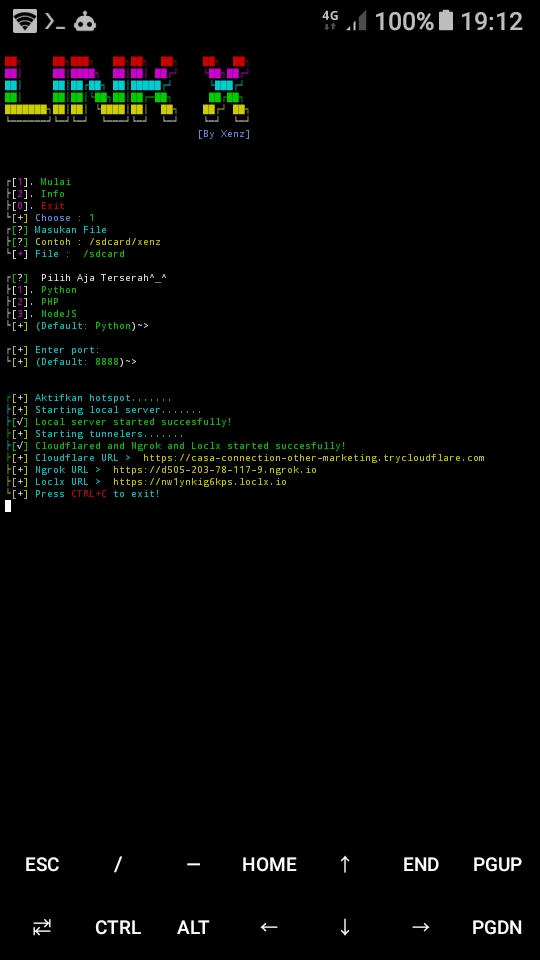 4G 100% 19:12
LINK X
[By Xenz]
[1]. Mulai
[2]. Info
[0]. Exit
[+] Choose : 1
[?] Masukan File
[?] Contoh : /sdcard/xenz
[+] File :  /sdcard
[?]  Pilih Aja Terserah^_^
[1]. Python
[2]. PHP
[3]. NodeJS
[+] (Default: Python)~>
[+] Enter port:
[+] (Default: 8888)~>
[+] Aktifkan hotspot.......
[+] Starting local server.......
[√] Local server started succesfully!
[+] Starting tunnelers.......
[√] Cloudflared and Ngrok and Loclx started succesfully!
[+] Cloudflare URL >  https://casa-connection-other-marketing.trycloudflare.com
[+] Ngrok URL >  https://d505-203-78-117-9.ngrok.io
[+] Loclx URL >  https://nw1ynkig6kps.loclx.io
[+] Press CTRL+C to exit!
ESC / — HOME ↑ END PGUP
⇄ CTRL ALT ← ↓ → PGDN